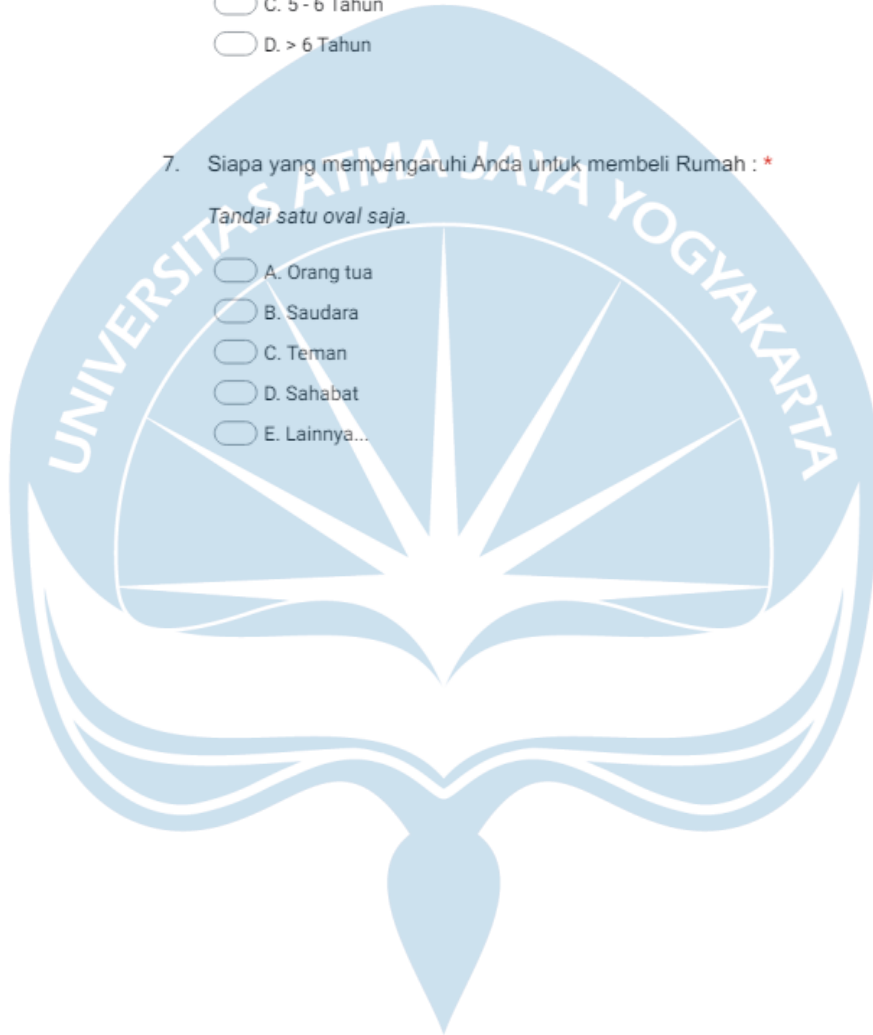 C. 5 - 6 Tahun
D. > 6 Tahun
7. Siapa yang mempengaruhi Anda untuk membeli Rumah : *
Tandai satu oval saja.
A. Orang tua
B. Saudara
C. Teman
D. Sahabat
E. Lainnya...
UNIVERSITAS ATMA JAYA YOGYAKARTA